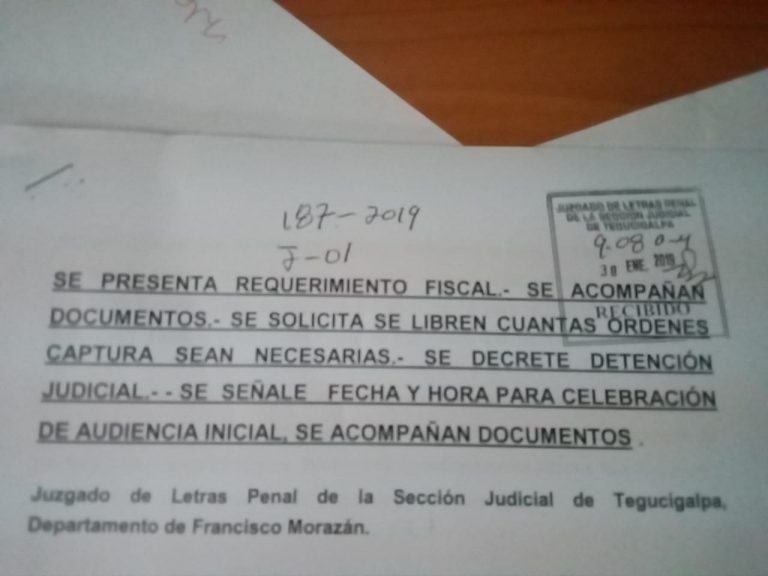 187-2019
J-01
JUZGADO DE LETRAS PENAL
DE LA SECCIÓN JUDICIAL
DE TEGUCIGALPA
9:08 a-m
30 ENE. 2019
RECIBIDO
SE PRESENTA REQUERIMIENTO FISCAL.- SE ACOMPAÑAN
DOCUMENTOS.- SE SOLICITA SE LIBREN CUANTAS ÓRDENES
CAPTURA SEAN NECESARIAS.- SE DECRETE DETENCIÓN
JUDICIAL.- - SE SEÑALE FECHA Y HORA PARA CELEBRACIÓN
DE AUDIENCIA INICIAL, SE ACOMPAÑAN DOCUMENTOS .
Juzgado de Letras Penal de la Sección Judicial de Tegucigalpa,
Departamento de Francisco Morazán.